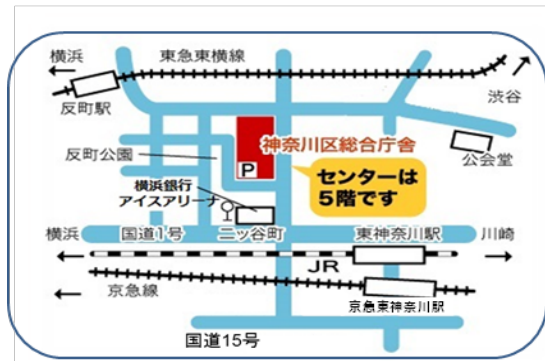 横浜
東急東横線
反町駅
渋谷
神奈川区総合庁舎
反町公園
P
公会堂
センターは
5階です
横浜銀行
アイスアリーナ
横浜
国道1号
二ッ谷町
東神奈川駅
川崎
JR
京急線
京急東神奈川駅
国道15号